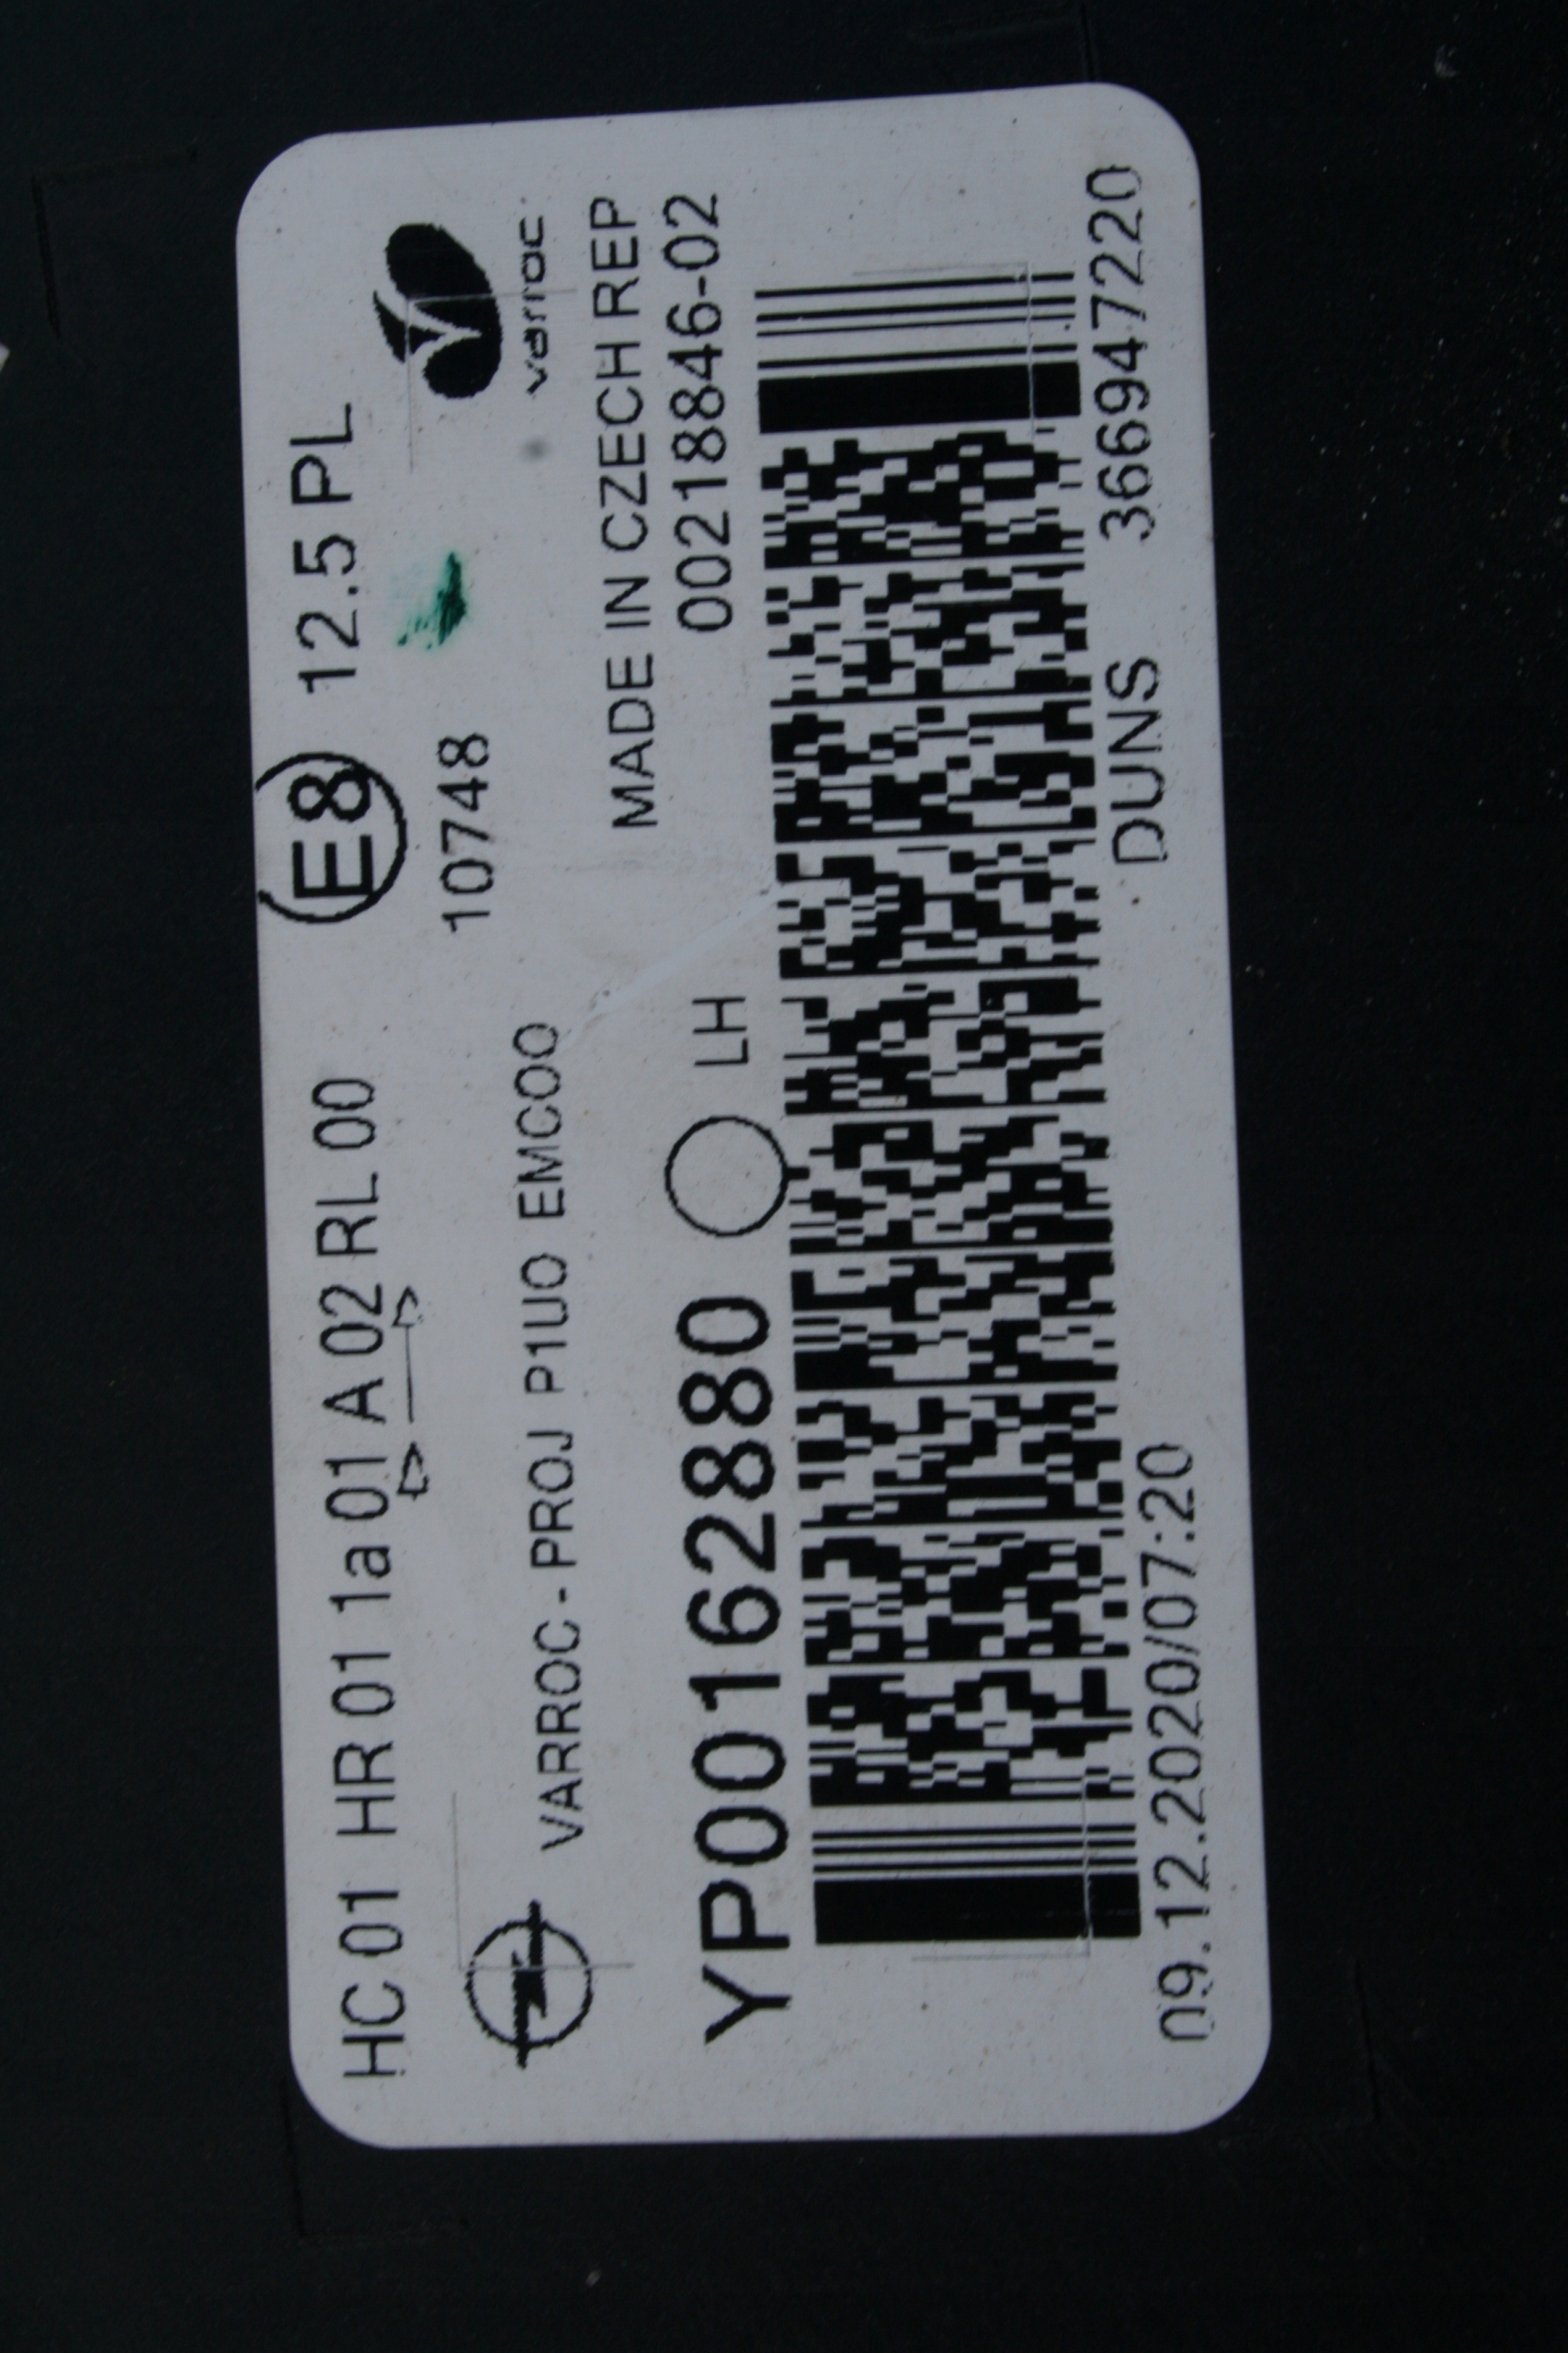 HC 01 HR 01 1a 01 A 02 RL 00 E8 12.5 PL
10748
varroc
VARROC - PROJ P1UO EMCOO
MADE IN CZECH REP
00218846-02
YP00162880 LH
09.12.2020/07:20 DUNS 366947220